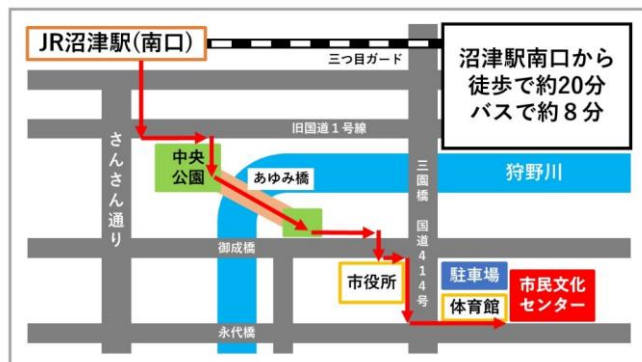 JR沼津駅(南口)
三つ目ガード
沼津駅南口から
徒歩で約20分
バスで約８分
旧国道１号線
さんさん通り
中央
公園
あゆみ橋
三園橋 国道414号
狩野川
御成橋
市役所
駐車場
体育館
市民文化
センター
永代橋